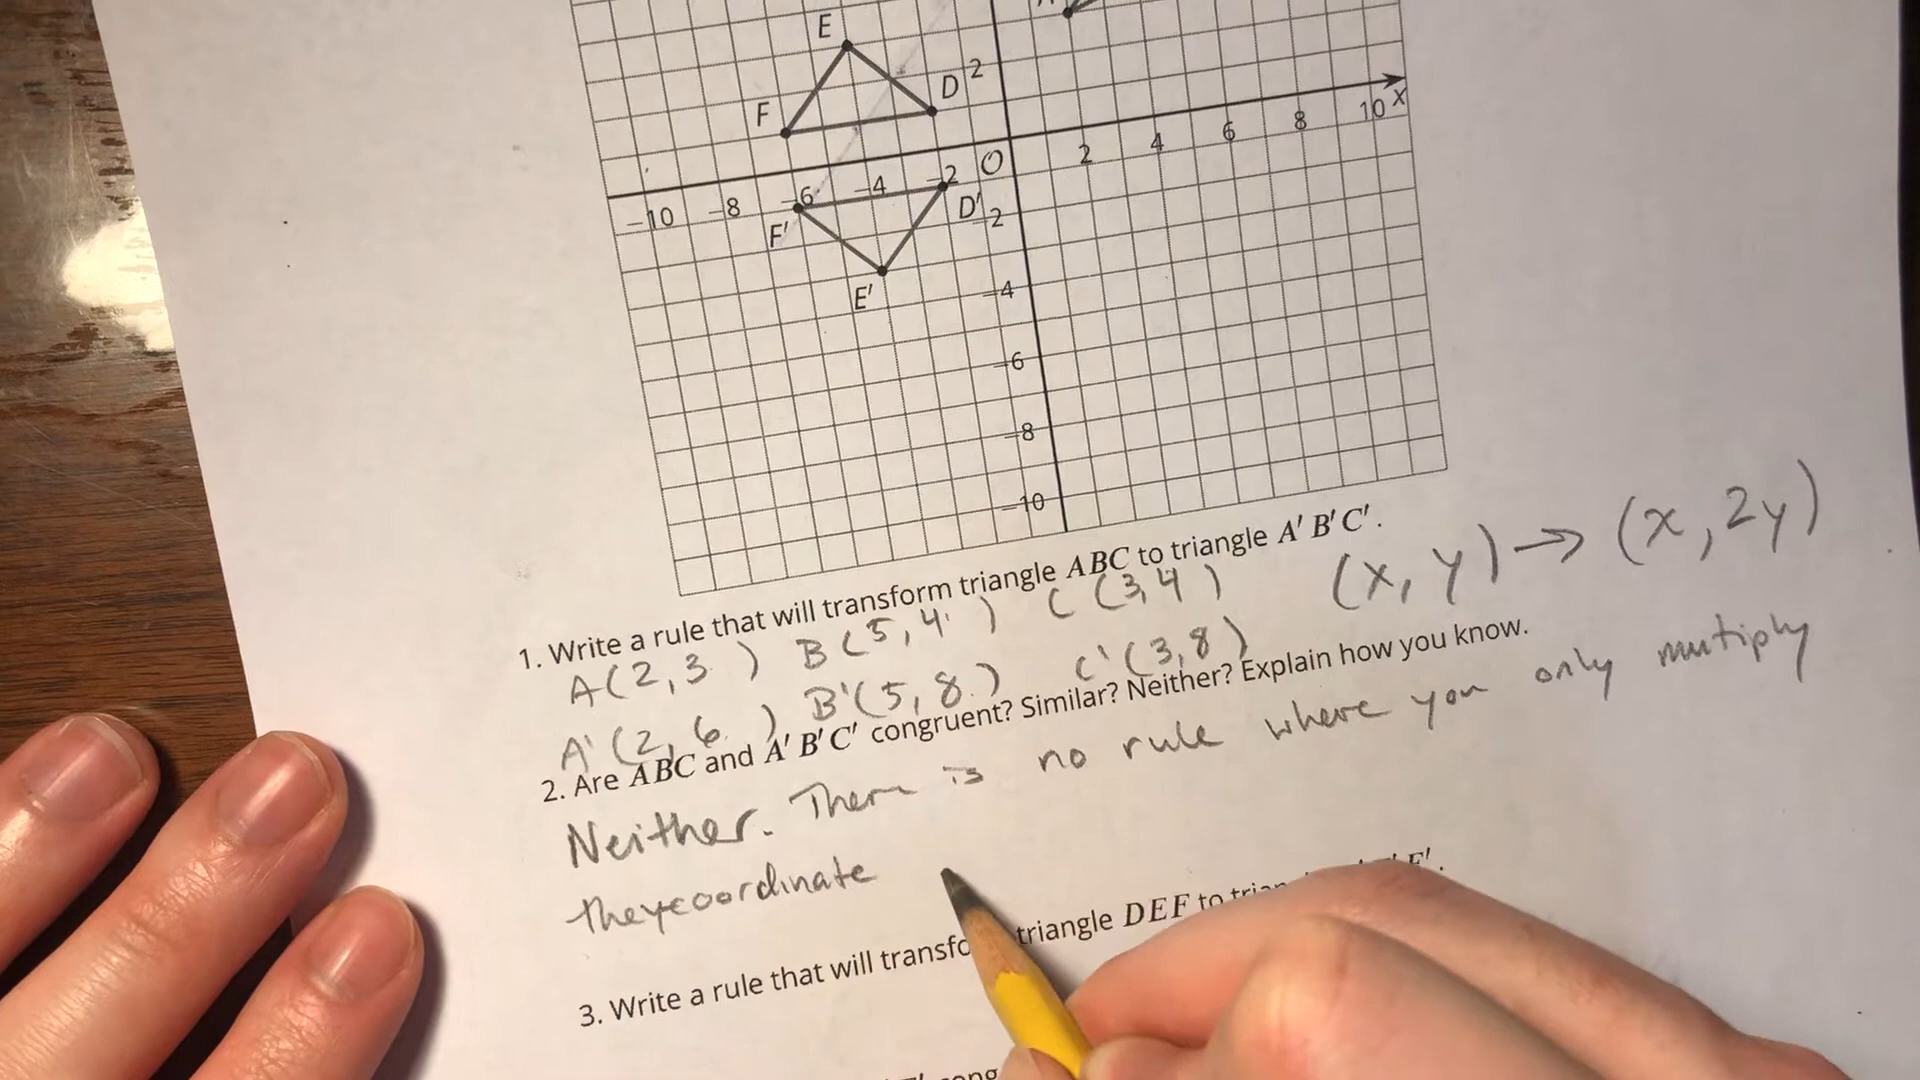 E
2
D
F
10 x
8
6
4
2
O
-10 -8 -6 -4 -2
D'
-2
F'
E'
-4
-6
-8
-10
1. Write a rule that will transform triangle ABC to triangle A' B' C'.
(x, y) → (x, 2y)
A(2, 3) B(5, 4) C(3, 4)
A'(2, 6) B'(5, 8) C'(3, 8)
2. Are ABC and A' B' C' congruent? Similar? Neither? Explain how you know.
Neither. There is no rule where you only multiply
the y coordinate
3. Write a rule that will transfo triangle DEF to